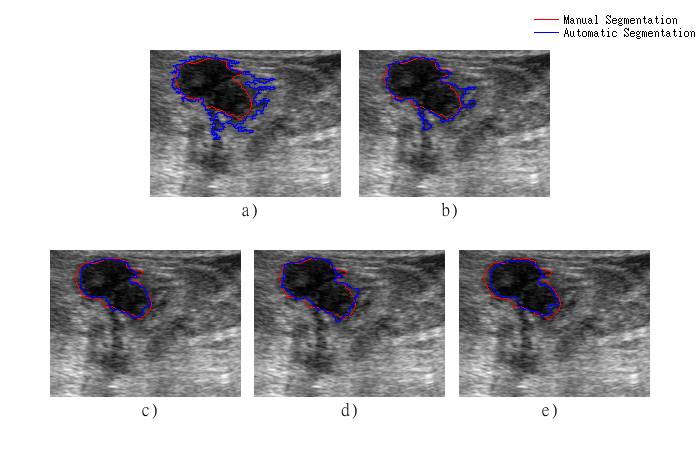 Manual Segmentation
Automatic Segmentation
a)
b)
c)
d)
e)